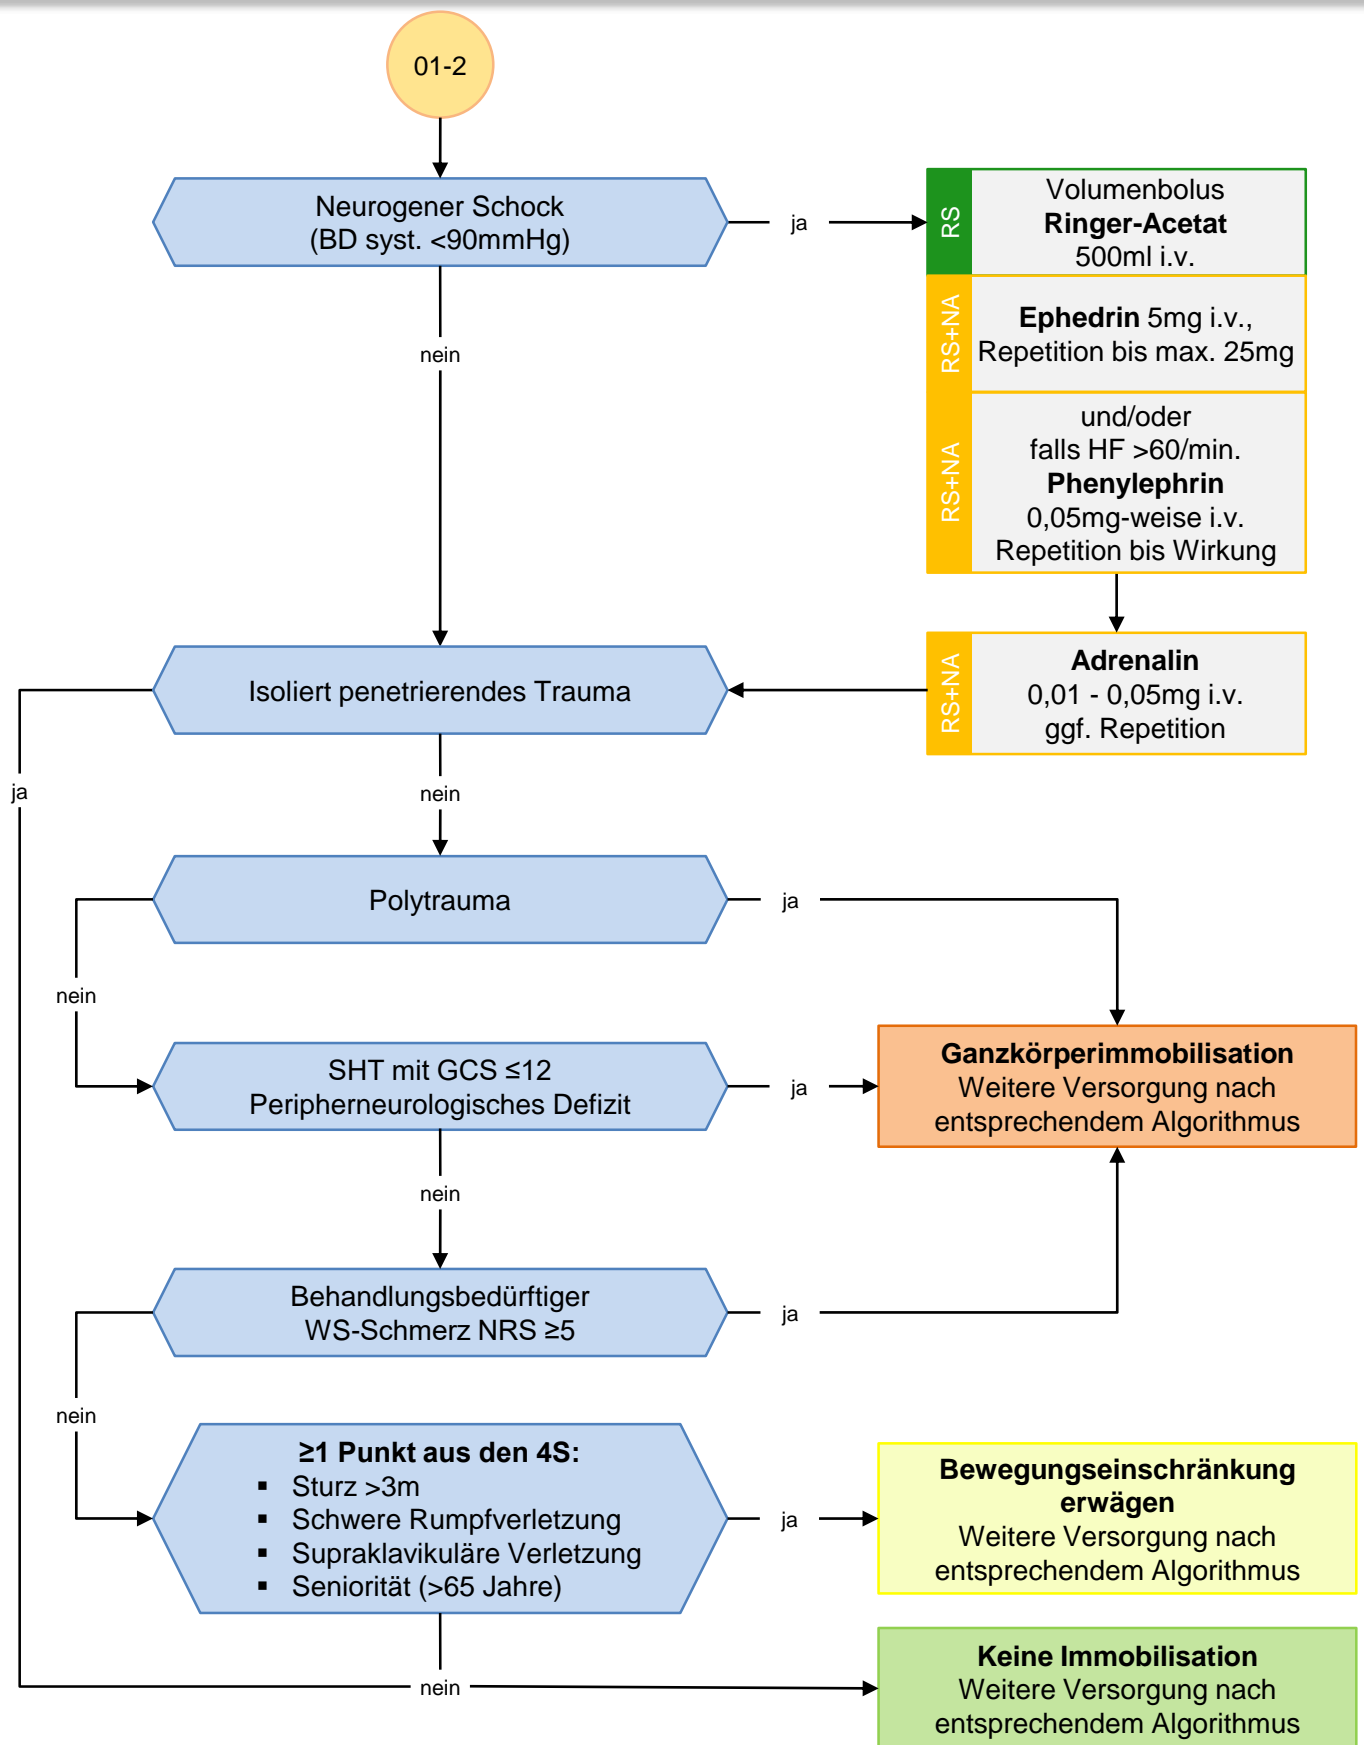 01-2
Neurogener Schock
(BD syst. <90mmHg)
ja
RS
Volumenbolus
Ringer-Acetat
500ml i.v.
RS+NA
Ephedrin 5mg i.v.,
Repetition bis max. 25mg
RS+NA
und/oder
falls HF >60/min.
Phenylephrin
0,05mg-weise i.v.
Repetition bis Wirkung
nein
RS+NA
Adrenalin
0,01 - 0,05mg i.v.
ggf. Repetition
Isoliert penetrierendes Trauma
ja
nein
Polytrauma
ja
nein
SHT mit GCS ≤12
Peripherneurologisches Defizit
ja
Ganzkörperimmobilisation
Weitere Versorgung nach
entsprechendem Algorithmus
nein
Behandlungsbedürftiger
WS-Schmerz NRS ≥5
ja
nein
≥1 Punkt aus den 4S:
▪ Sturz >3m
▪ Schwere Rumpfverletzung
▪ Supraklavikuläre Verletzung
▪ Seniorität (>65 Jahre)
ja
Bewegungseinschränkung
erwägen
Weitere Versorgung nach
entsprechendem Algorithmus
nein
Keine Immobilisation
Weitere Versorgung nach
entsprechendem Algorithmus